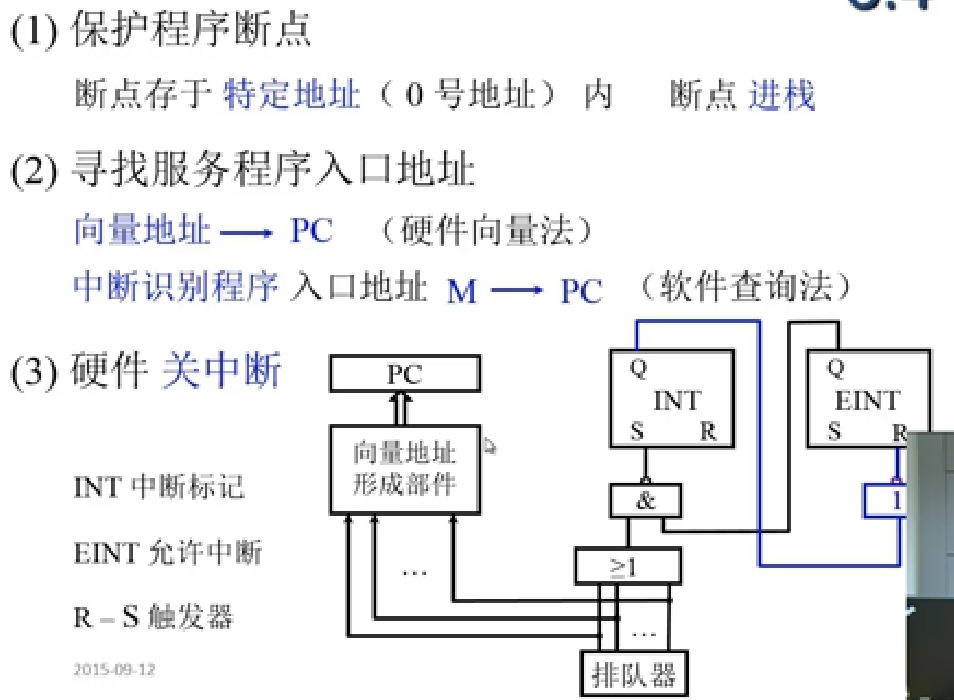 (1) 保护程序断点
断点存于 特定地址（ 0 号地址） 内 断点 进栈
(2) 寻找服务程序入口地址
向量地址 → PC （硬件向量法）
中断识别程序 入口地址 M → PC （软件查询法）
(3) 硬件 关中断
PC
向量地址
形成部件
…
Q
INT
S R
Q
EINT
S R
&
1
≥1
…
排队器
INT 中断标记
EINT 允许中断
R – S 触发器
2015-09-12